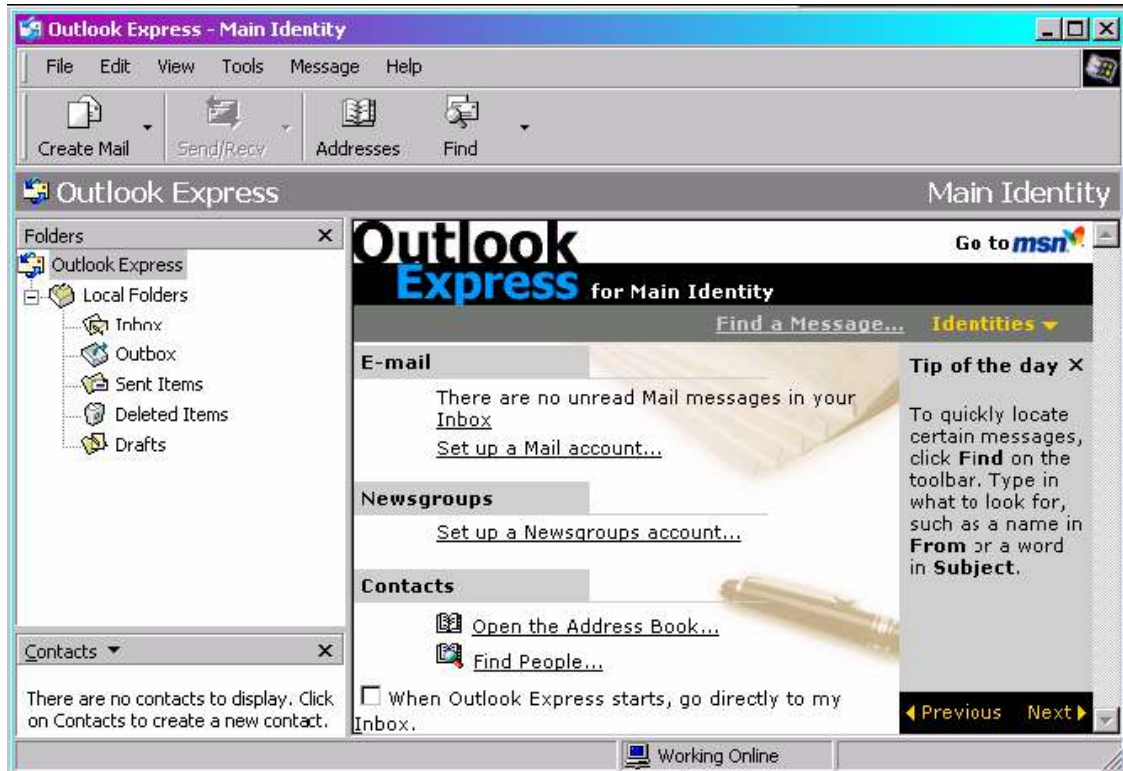 Outlook Express - Main Identity
File Edit View Tools Message Help
Create Mail Send/Recv Addresses Find
Outlook Express Main Identity
Folders
Outlook Express
Local Folders
Inbox
Outbox
Sent Items
Deleted Items
Drafts
Contacts
There are no contacts to display. Click
on Contacts to create a new contact.
Outlook Go to msn
Express for Main Identity
Find a Message... Identities
E-mail
There are no unread Mail messages in your
Inbox
Set up a Mail account...
Newsgroups
Set up a Newsgroups account...
Contacts
Open the Address Book...
Find People...
When Outlook Express starts, go directly to my
Inbox.
Tip of the day
To quickly locate
certain messages,
click Find on the
toolbar. Type in
what to look for,
such as a name in
From or a word
in Subject.
Previous Next
Working Online